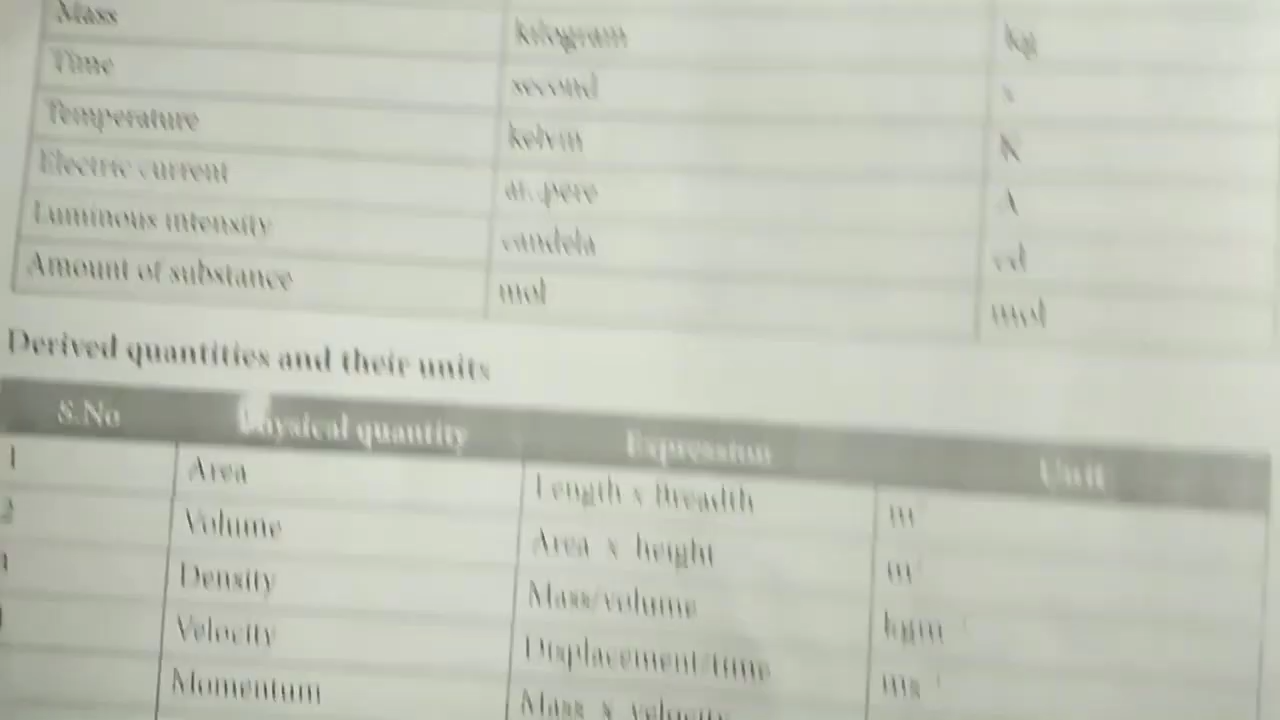 Mass kilogram kg
Time second s
Temperature kelvin K
Electric current ampere A
Luminous intensity candela cd
Amount of substance mol mol
Derived quantities and their units
S.No Physical quantity Expression Unit
1 Area Length x Breadth
2 Volume Area x height
Density Mass/volume
Velocity Displacement/time
Momentum Mass x velocity